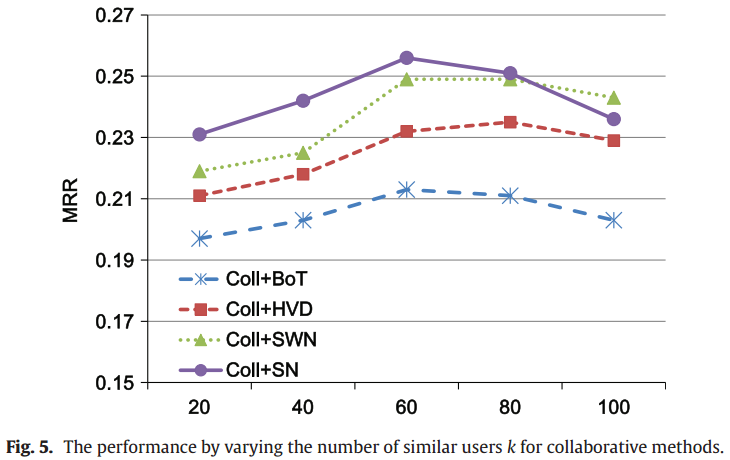 0.27
0.25
0.23
0.21
0.19
0.17
0.15
MRR
Coll+BoT
Coll+HVD
Coll+SWN
Coll+SN
20 40 60 80 100
Fig. 5. The performance by varying the number of similar users k for collaborative methods.